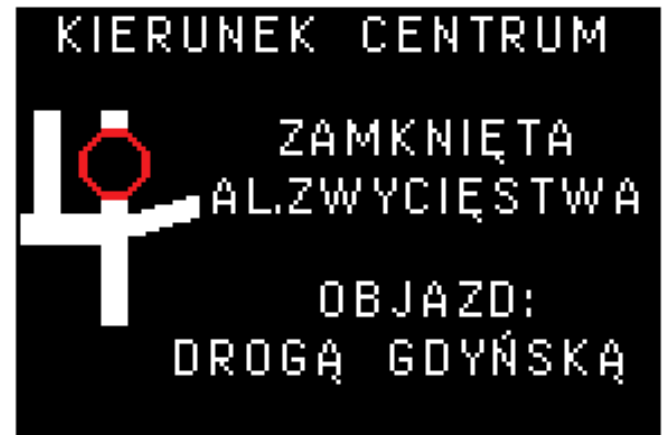 KIERUNEK CENTRUM
ZAMKNIĘTA
AL.ZWYCIĘSTWA
OBJAZD:
DROGĄ GDYŃSKĄ